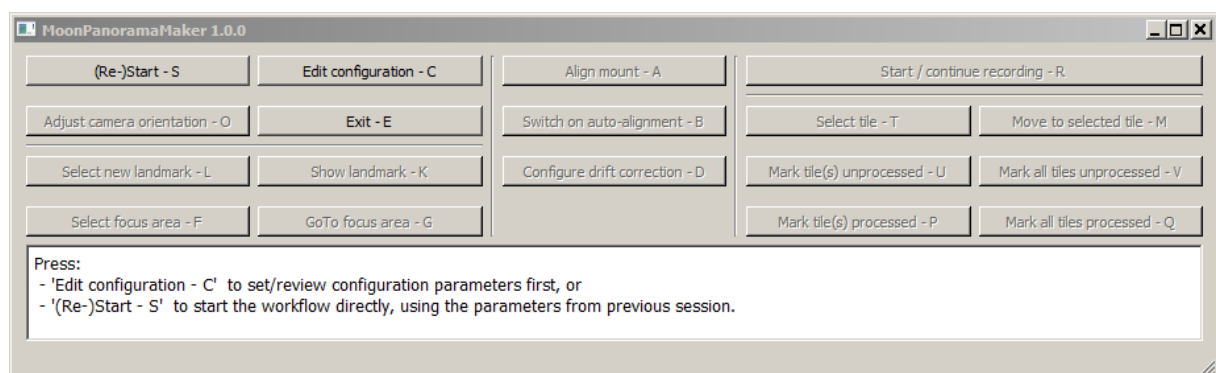 MoonPanoramaMaker 1.0.0
(Re-)Start - S Edit configuration - C Align mount - A Start / continue recording - R
Adjust camera orientation - O Exit - E Switch on auto-alignment - B Select tile - T Move to selected tile - M
Select new landmark - L Show landmark - K Configure drift correction - D Mark tile(s) unprocessed - U Mark all tiles unprocessed - V
Select focus area - F GoTo focus area - G Mark tile(s) processed - P Mark all tiles processed - Q
Press:
- 'Edit configuration - C'  to set/review configuration parameters first, or
- '(Re-)Start - S'  to start the workflow directly, using the parameters from previous session.